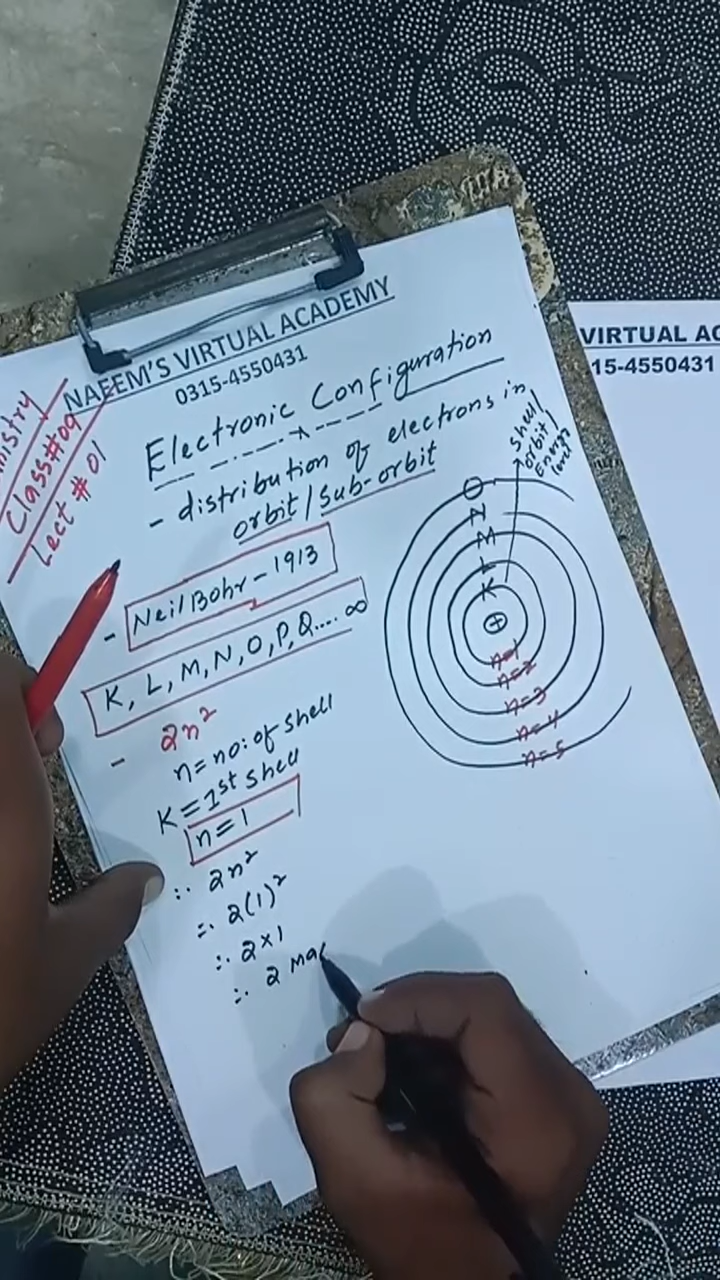 NAEEM'S VIRTUAL ACADEMY
0315-4550431
Class#09
Lect # 01
Electronic Configuration
- distribution of electrons in
orbit/Sub-orbit
- Neil Bohr - 1913
K, L, M, N, O, P, Q.... ∞
- 2n²
n = no: of shell
K = 1st shell
n = 1
∴ 2n²
∴ 2(1)²
∴ 2×1
∴ 2
shell/
orbit/
Energy
level
O
N
M
L
K
+
n=1
n=2
n=3
n=4
n=5
VIRTUAL
15-4550431